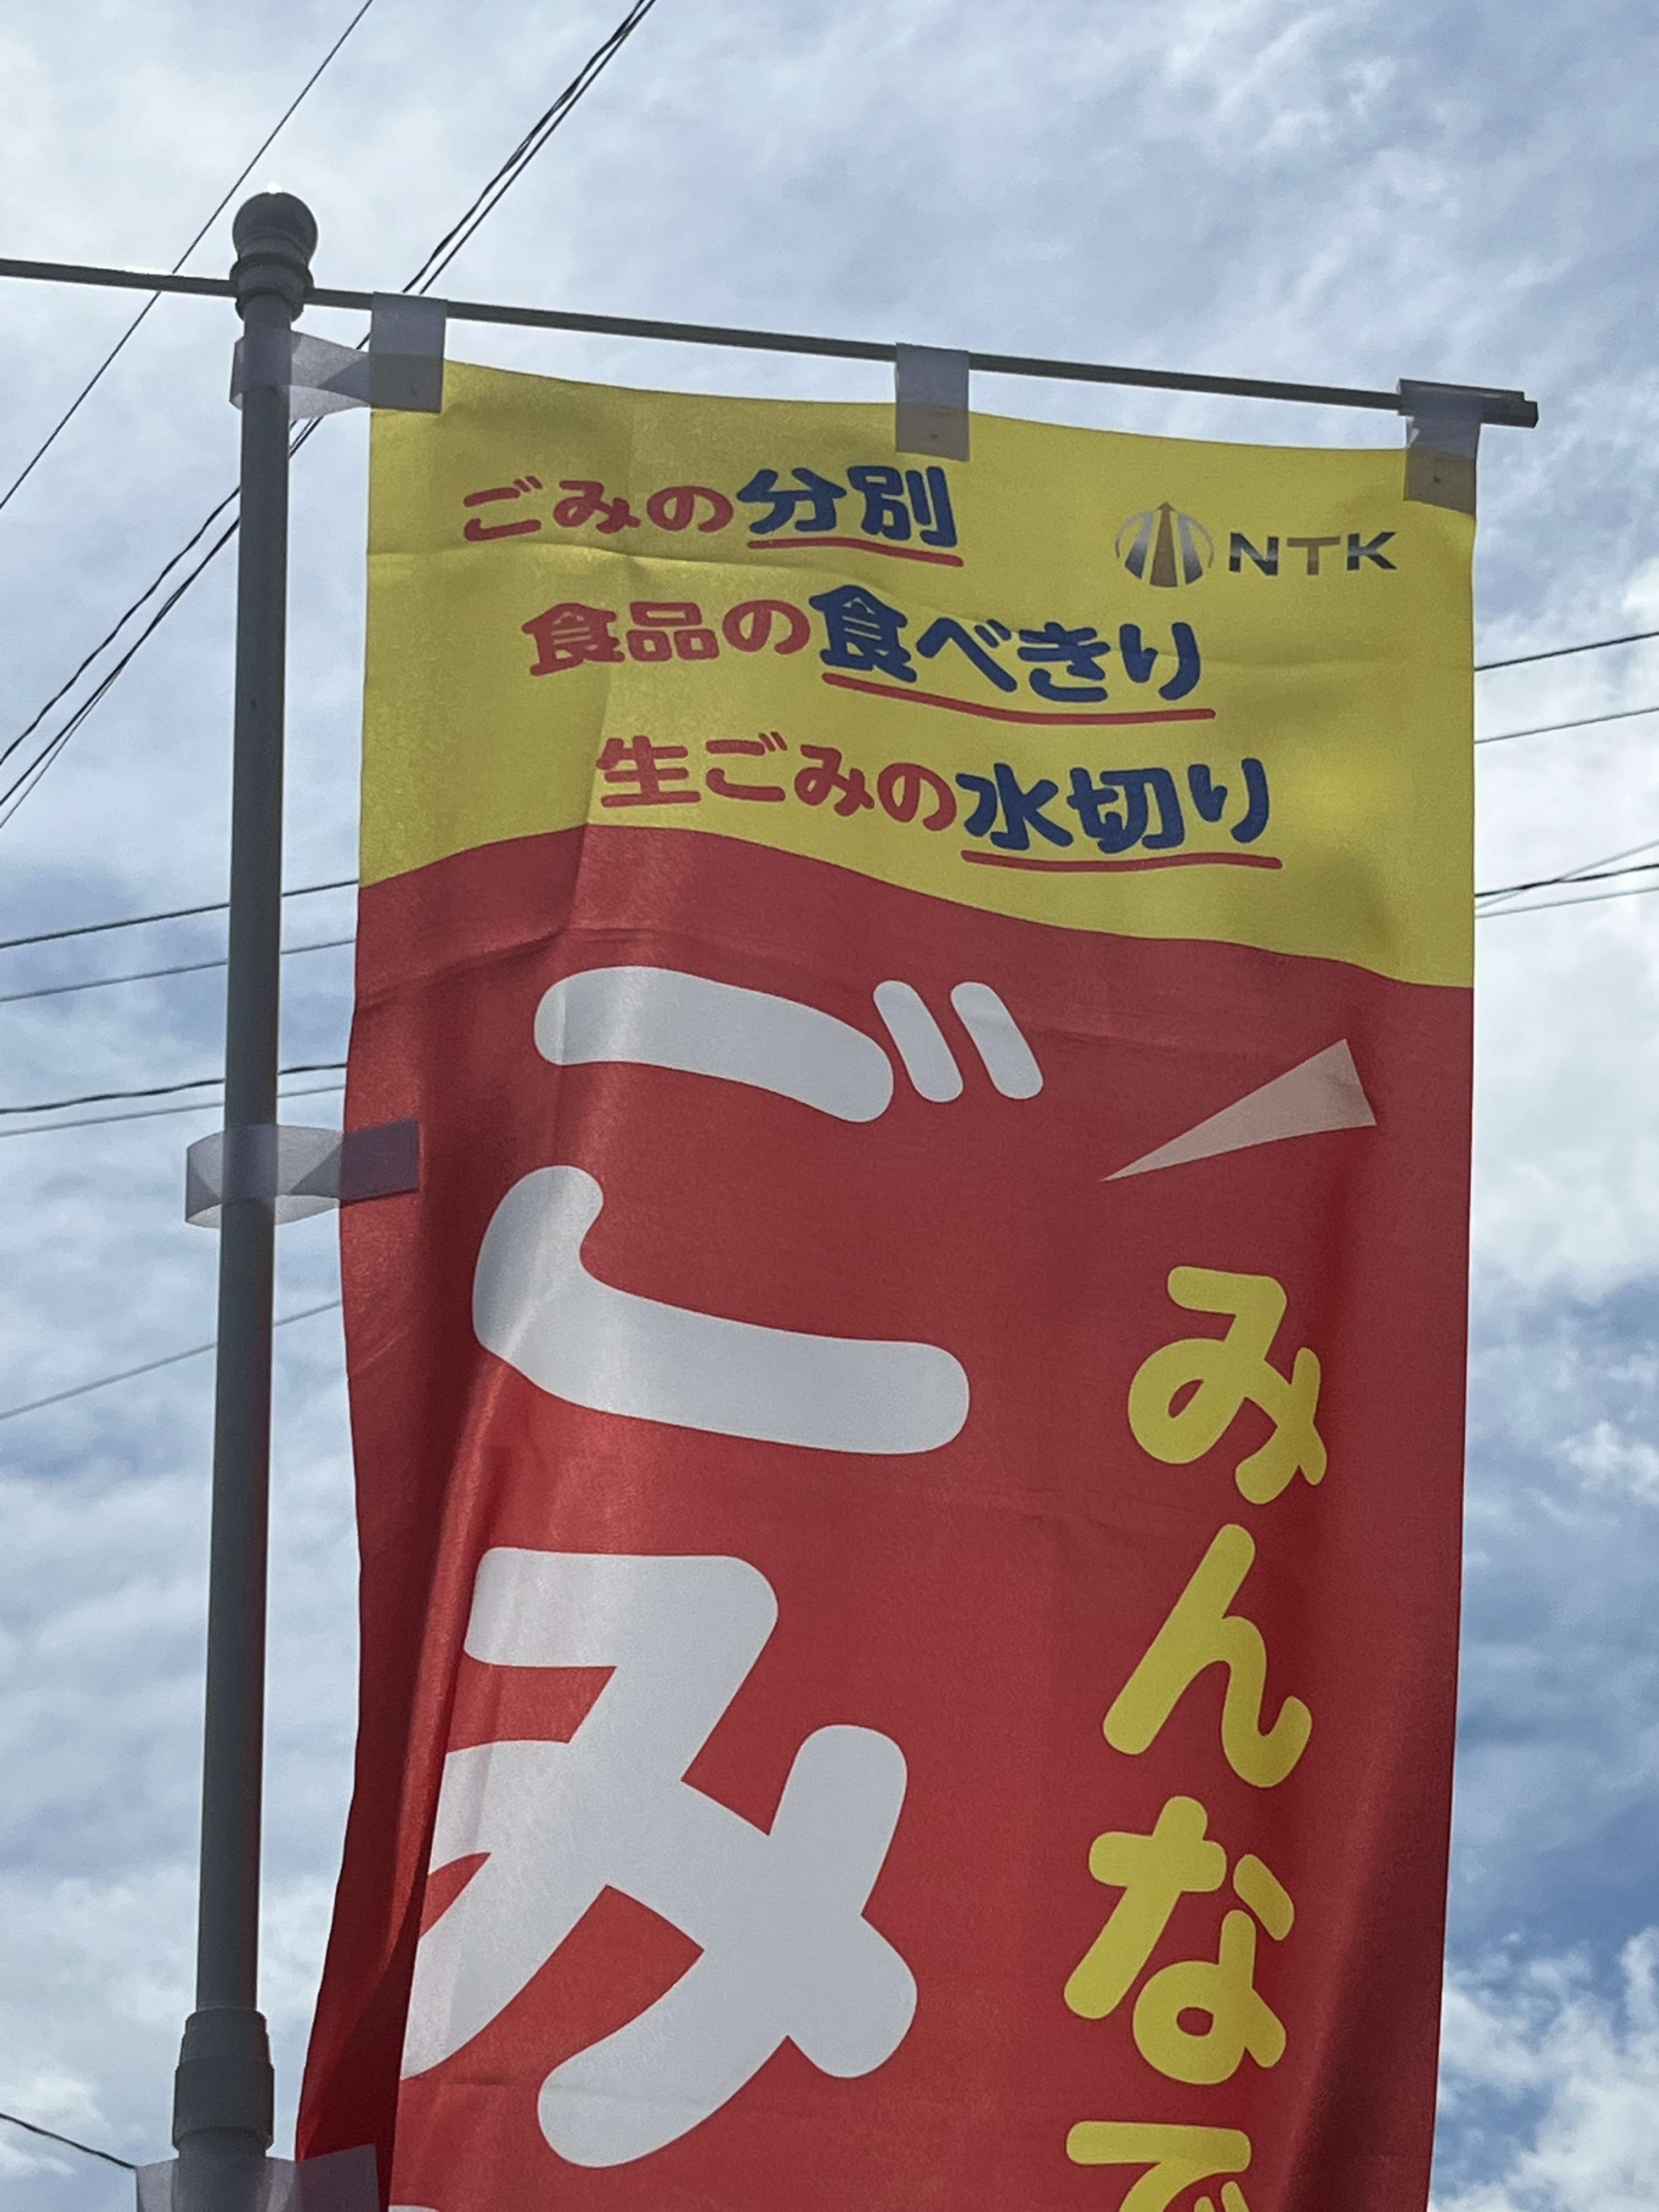 ごみの分別
NTK
食品の食べきり
生ごみの水切り
みんなで
ごみ